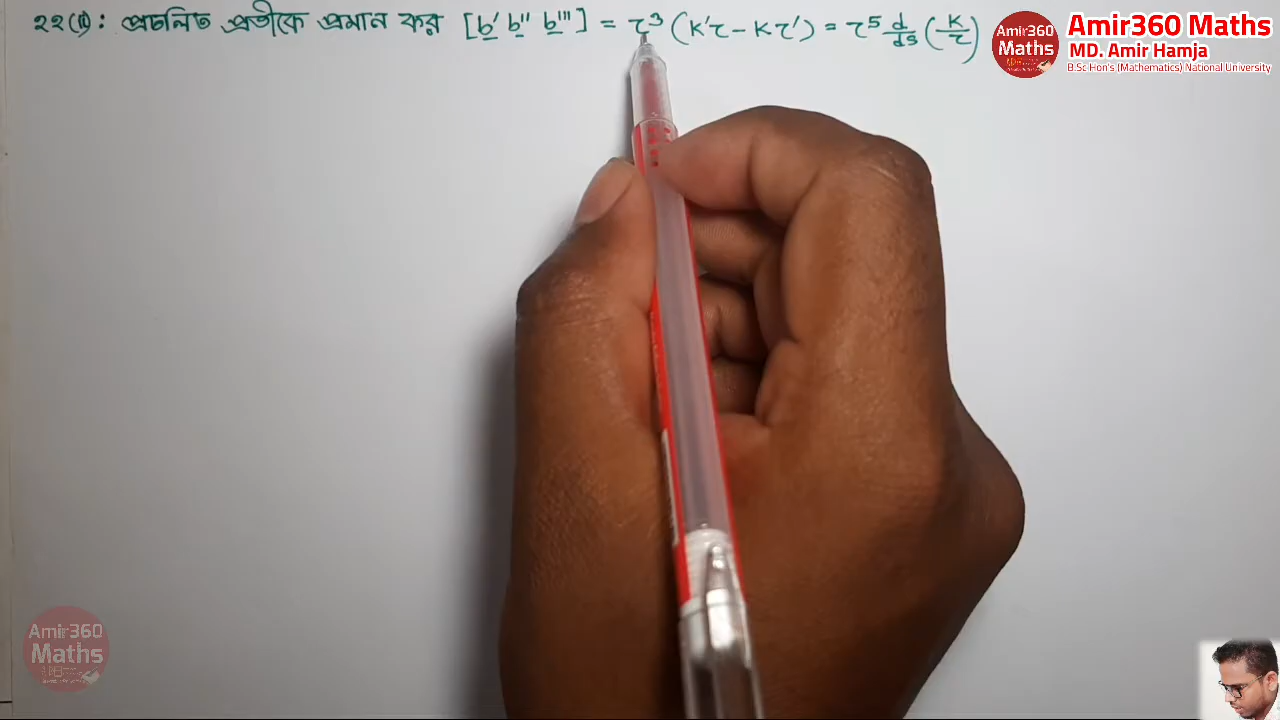 ২২(ii): প্রচলিত প্রতীকে প্রমান কর [b' b'' b'''] = τ³ (κ'τ − κτ') = τ⁵ d/ds (κ/τ)
Amir360 Maths
MD. Amir Hamja
B.Sc Hon's (Mathematics) National University
Amir360
Maths
Amir360
Maths